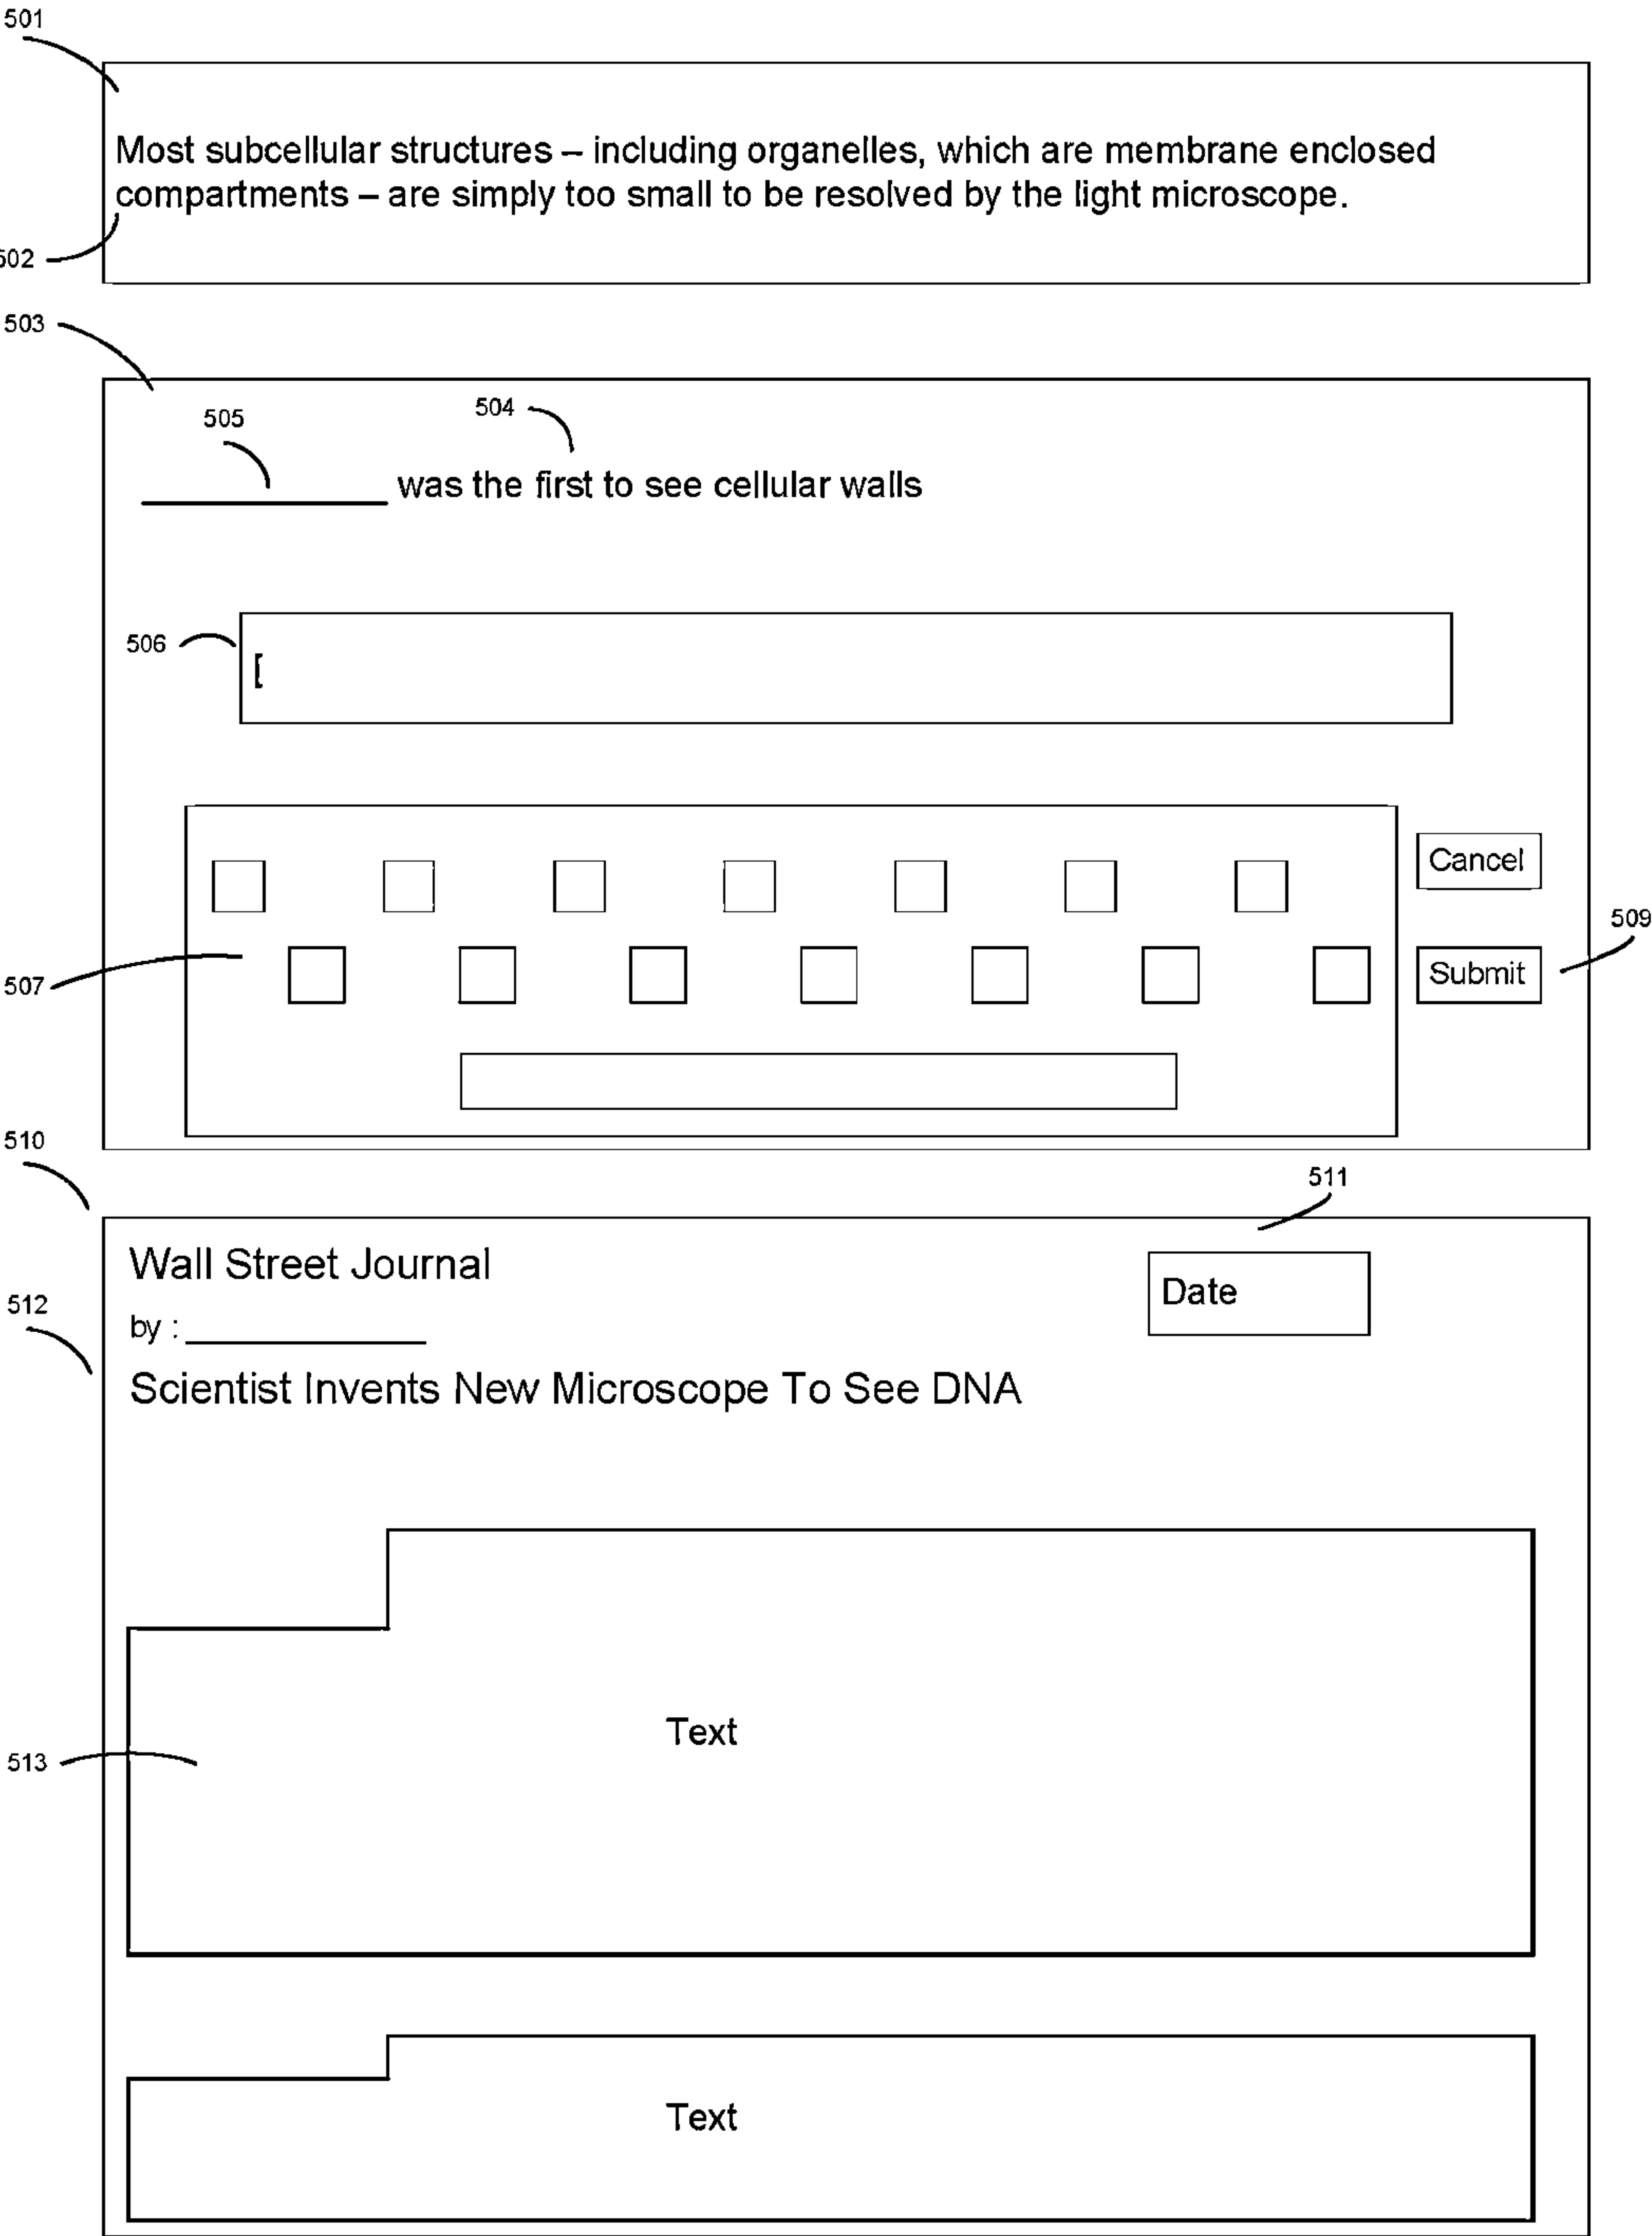 501
Most subcellular structures – including organelles, which are membrane enclosed
compartments – are simply too small to be resolved by the light microscope.
502
503
505
504
____________ was the first to see cellular walls
506
[
Cancel
509
507
Submit
510
511
Wall Street Journal
Date
512
by : ____________
Scientist Invents New Microscope To See DNA
Text
513
Text